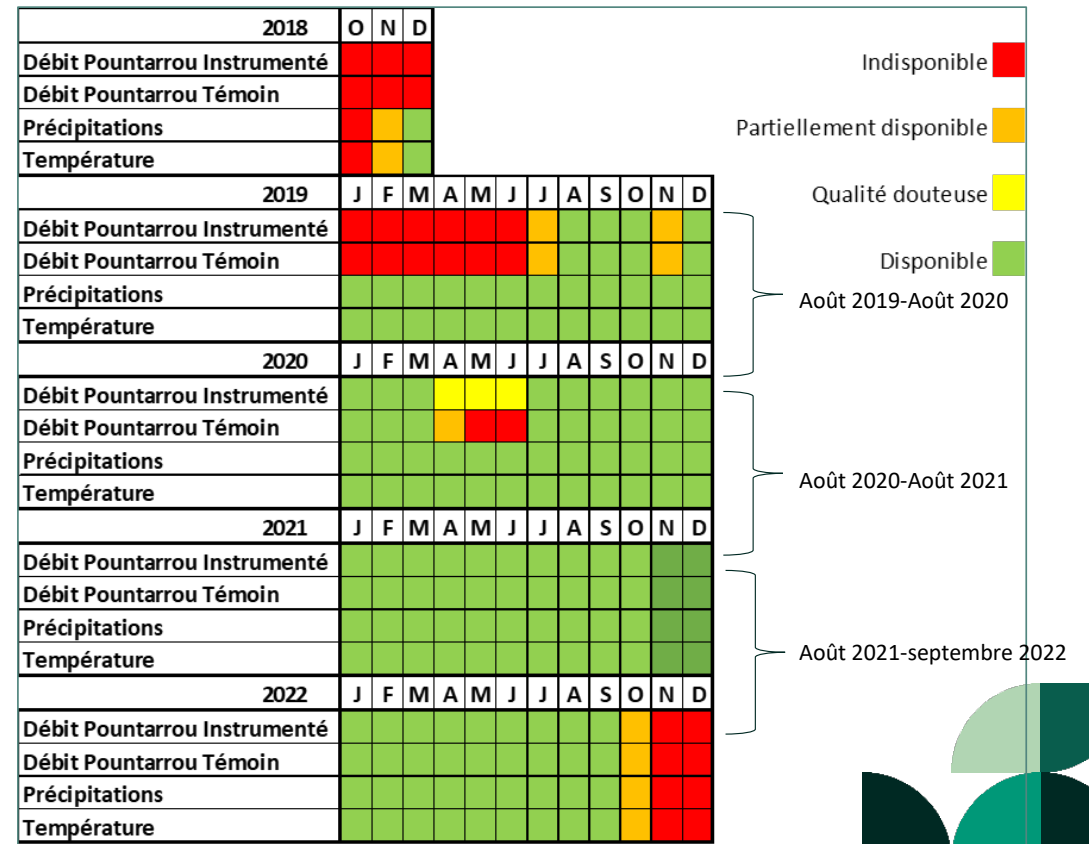 2018 O N D
Débit Pountarrou Instrumenté
Débit Pountarrou Témoin
Précipitations
Température
2019 J F M A M J J A S O N D
Débit Pountarrou Instrumenté
Débit Pountarrou Témoin
Précipitations
Température
2020 J F M A M J J A S O N D
Débit Pountarrou Instrumenté
Débit Pountarrou Témoin
Précipitations
Température
2021 J F M A M J J A S O N D
Débit Pountarrou Instrumenté
Débit Pountarrou Témoin
Précipitations
Température
2022 J F M A M J J A S O N D
Débit Pountarrou Instrumenté
Débit Pountarrou Témoin
Précipitations
Température
Indisponible
Partiellement disponible
Qualité douteuse
Disponible
Août 2019-Août 2020
Août 2020-Août 2021
Août 2021-septembre 2022